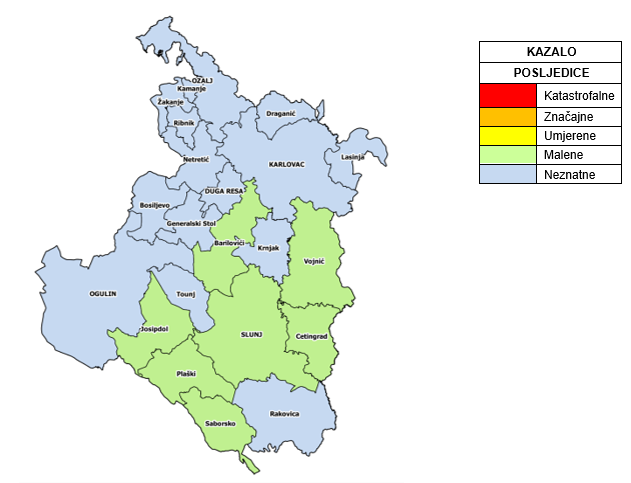 OZALJ
Kamanje
Žakanje
Ribnik
Draganić
Netretić
KARLOVAC
Lasinja
DUGA RESA
Bosiljevo
Generalski Stol
Barilovići
Krnjak
Vojnić
OGULIN
Tounj
Josipdol
SLUNJ
Cetingrad
Plaški
Saborsko
Rakovica
KAZALO
POSLJEDICE
Katastrofalne
Značajne
Umjerene
Malene
Neznatne